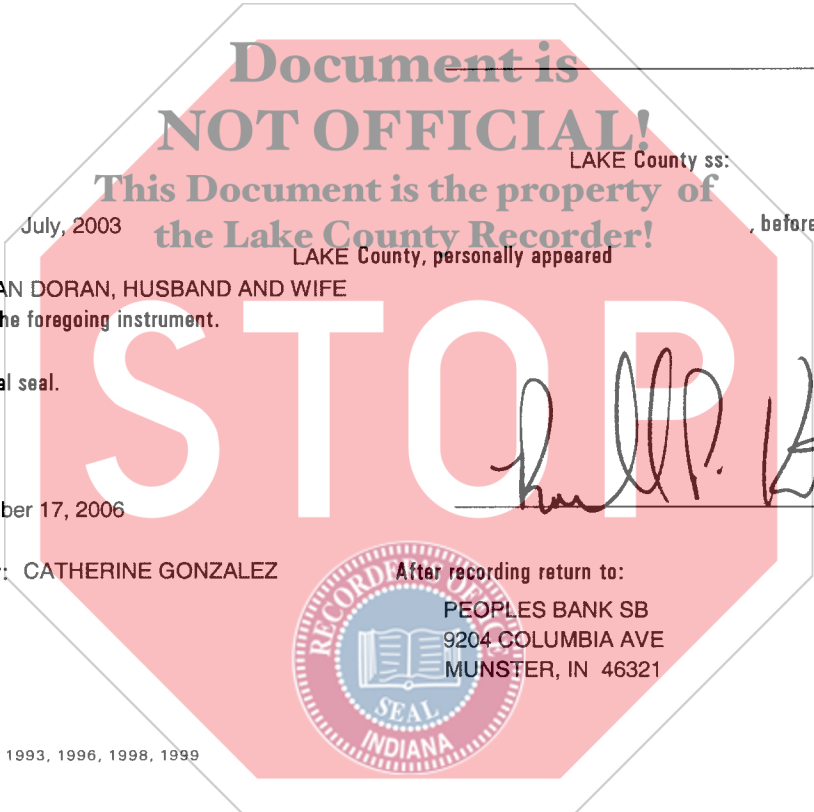 Document is
NOT OFFICIAL!
LAKE County ss:
This Document is the property of
July, 2003 , before
the Lake County Recorder!
LAKE County, personally appeared
AN DORAN, HUSBAND AND WIFE
he foregoing instrument.
al seal.
STOP
ber 17, 2006
: CATHERINE GONZALEZ After recording return to:
PEOPLES BANK SB
9204 COLUMBIA AVE
MUNSTER, IN 46321
RECORDER'S OFFICE
SEAL
INDIANA
1993, 1996, 1998, 1999